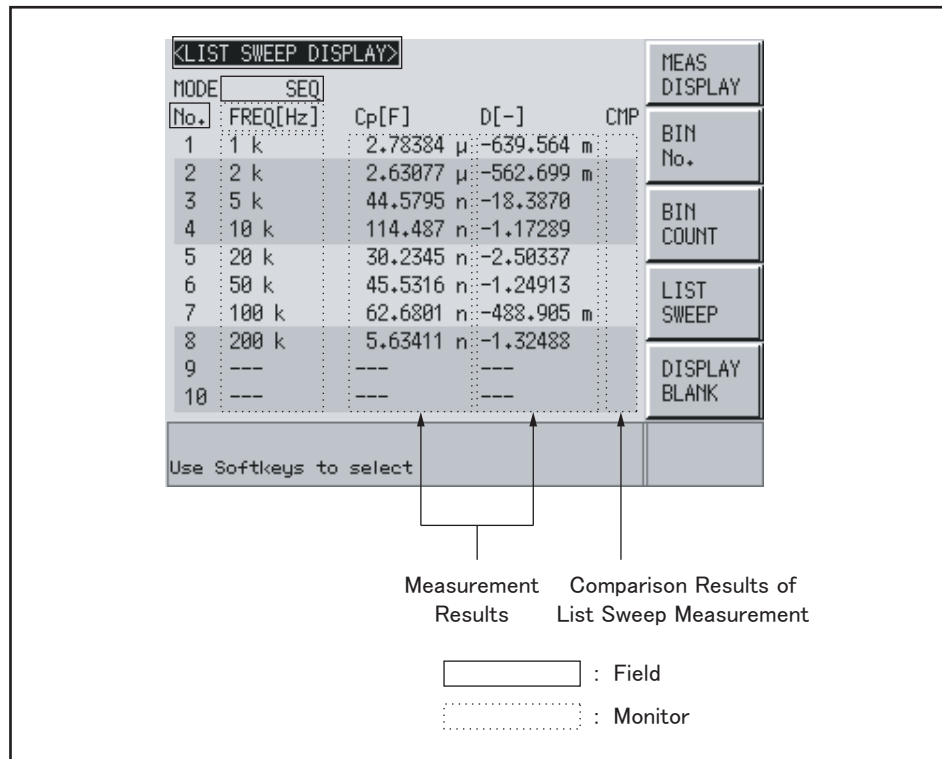 <LIST SWEEP DISPLAY>
MODE SEQ
No. FREQ[Hz] Cp[F] D[-] CMP
1 1 k 2.78384 µ -639.564 m
2 2 k 2.63077 µ -562.699 m
3 5 k 44.5795 n -18.3870
4 10 k 114.487 n -1.17289
5 20 k 30.2345 n -2.50337
6 50 k 45.5316 n -1.24913
7 100 k 62.6801 n -488.905 m
8 200 k 5.63411 n -1.32488
9 --- --- ---
10 --- --- ---
Use Softkeys to select
MEAS
DISPLAY
BIN
No.
BIN
COUNT
LIST
SWEEP
DISPLAY
BLANK
Measurement
Results
Comparison Results of
List Sweep Measurement
: Field
: Monitor